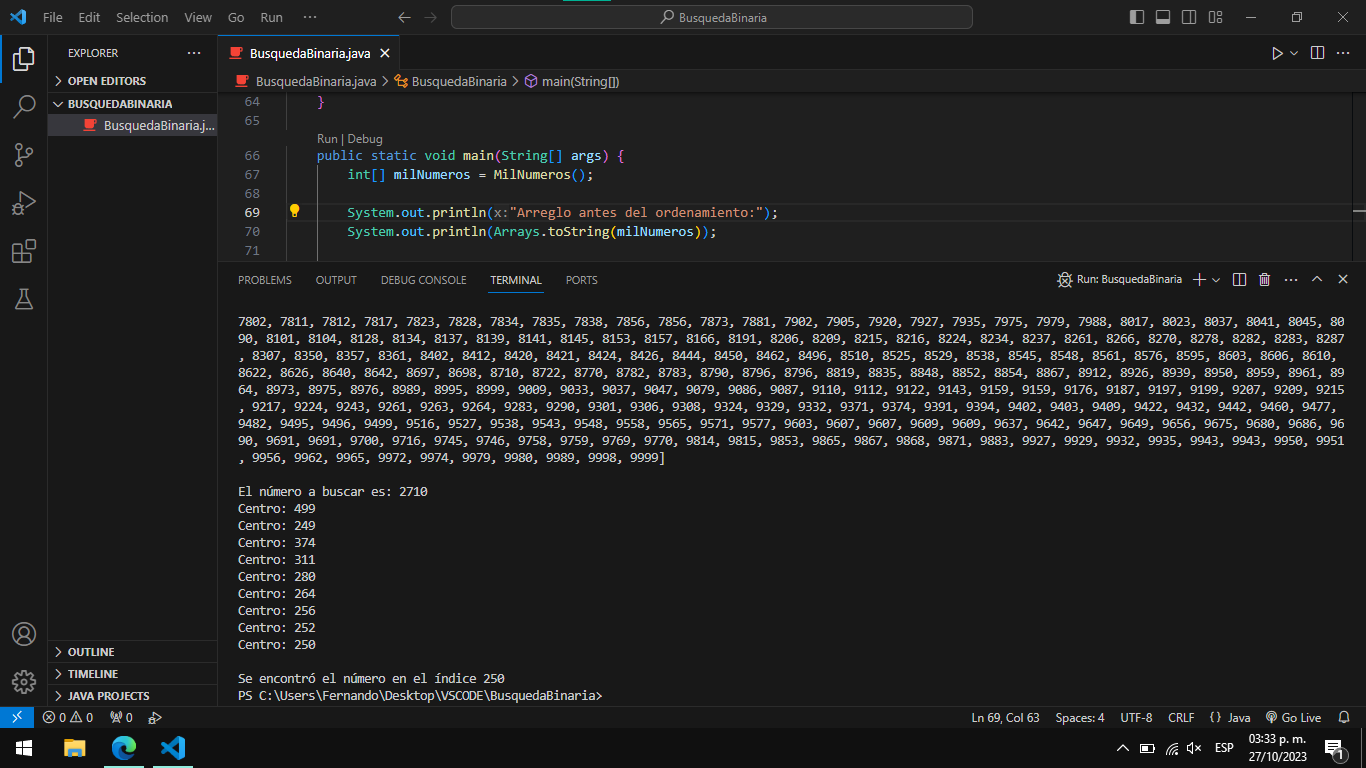 File Edit Selection View Go Run ··· BusquedaBinaria
EXPLORER ···
OPEN EDITORS
BUSQUEDABINARIA
BusquedaBinaria.j...
OUTLINE
TIMELINE
JAVA PROJECTS
BusquedaBinaria.java
BusquedaBinaria.java > BusquedaBinaria > main(String[])
64 }
65
Run | Debug
66 public static void main(String[] args) {
67 int[] milNumeros = MilNumeros();
68
69 System.out.println(x:"Arreglo antes del ordenamiento:");
70 System.out.println(Arrays.toString(milNumeros));
71
PROBLEMS OUTPUT DEBUG CONSOLE TERMINAL PORTS Run: BusquedaBinaria
7802, 7811, 7812, 7817, 7823, 7828, 7834, 7835, 7838, 7856, 7856, 7873, 7881, 7902, 7905, 7920, 7927, 7935, 7975, 7979, 7988, 8017, 8023, 8037, 8041, 8045, 80
90, 8101, 8104, 8128, 8134, 8137, 8139, 8141, 8145, 8153, 8157, 8166, 8191, 8206, 8209, 8215, 8216, 8224, 8234, 8237, 8261, 8266, 8270, 8278, 8282, 8283, 8287
, 8307, 8350, 8357, 8361, 8402, 8412, 8420, 8421, 8424, 8426, 8444, 8450, 8462, 8496, 8510, 8525, 8529, 8538, 8545, 8548, 8561, 8576, 8595, 8603, 8606, 8610,
8622, 8626, 8640, 8642, 8697, 8698, 8710, 8722, 8770, 8782, 8783, 8790, 8796, 8796, 8819, 8835, 8848, 8852, 8854, 8867, 8912, 8926, 8939, 8950, 8959, 8961, 89
64, 8973, 8975, 8976, 8989, 8995, 8999, 9009, 9033, 9037, 9047, 9079, 9086, 9087, 9110, 9112, 9122, 9143, 9159, 9159, 9176, 9187, 9197, 9199, 9207, 9209, 9215
, 9217, 9224, 9243, 9261, 9263, 9264, 9283, 9290, 9301, 9306, 9308, 9324, 9329, 9332, 9371, 9374, 9391, 9394, 9402, 9403, 9409, 9422, 9432, 9442, 9460, 9477,
9482, 9495, 9496, 9499, 9516, 9527, 9538, 9543, 9548, 9558, 9565, 9571, 9577, 9603, 9607, 9607, 9609, 9609, 9637, 9642, 9647, 9649, 9656, 9675, 9680, 9686, 96
90, 9691, 9691, 9700, 9716, 9745, 9746, 9758, 9759, 9769, 9770, 9814, 9815, 9853, 9865, 9867, 9868, 9871, 9883, 9927, 9929, 9932, 9935, 9943, 9943, 9950, 9951
, 9956, 9962, 9965, 9972, 9974, 9979, 9980, 9989, 9998, 9999]
El número a buscar es: 2710
Centro: 499
Centro: 249
Centro: 374
Centro: 311
Centro: 280
Centro: 264
Centro: 256
Centro: 252
Centro: 250
Se encontró el número en el índice 250
PS C:\Users\Fernando\Desktop\VSCODE\BusquedaBinaria>
0 0 0 Ln 69, Col 63 Spaces: 4 UTF-8 CRLF {} Java Go Live
ESP 03:33 p. m.
27/10/2023
1